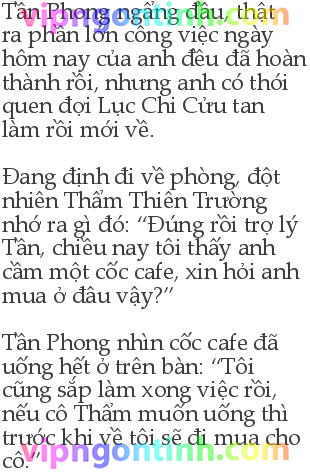 vipngontinh.com
Tần Phong ngẩng đầu, thật
ra phần lớn công việc ngày
hôm nay của anh đều đã hoàn
thành rồi, nhưng anh có thói
quen đợi Lục Chi Cửu tan
làm rồi mới về.
Đang định đi về phòng, đột
nhiên Thẩm Thiên Trường
nhớ ra gì đó: “Đúng rồi trợ lý
Tần, chiều nay tôi thấy anh
cầm một cốc cafe, xin hỏi anh
mua ở đâu vậy?”
Tần Phong nhìn cốc cafe đã
uống hết ở trên bàn: “Tôi
cũng sắp làm xong việc rồi,
nếu cô Thẩm muốn uống thì
trước khi về tôi sẽ đi mua cho
cô.”
vipngontinh.com